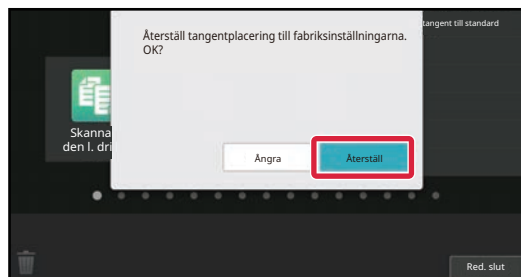 tangent till standard
Återställ tangentplacering till fabriksinställningarna.
OK?
Skanna
den l. dri
Ångra
Återställ
Red. slut